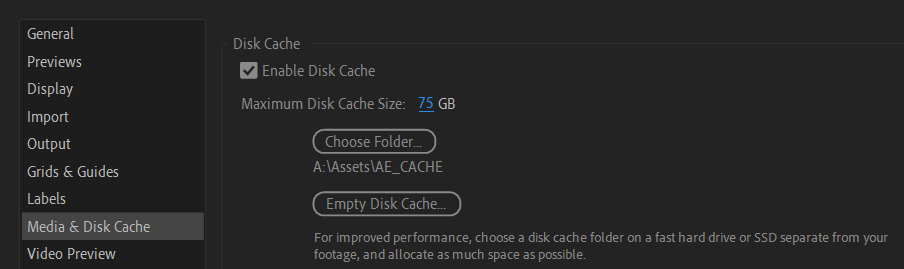 General
Previews
Display
Import
Output
Grids & Guides
Labels
Media & Disk Cache
Video Preview
Disk Cache
Enable Disk Cache
Maximum Disk Cache Size: 75 GB
Choose Folder...
A:\Assets\AE_CACHE
Empty Disk Cache...
For improved performance, choose a disk cache folder on a fast hard drive or SSD separate from your
footage, and allocate as much space as possible.